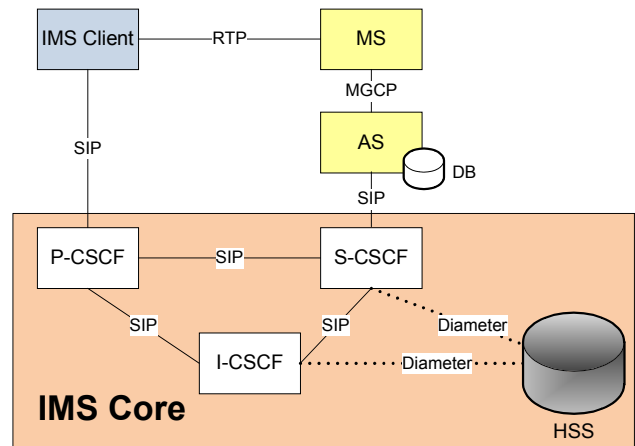 IMS Client
RTP
MS
MGCP
AS
DB
SIP
SIP
P-CSCF
SIP
S-CSCF
SIP
SIP
Diameter
I-CSCF
Diameter
IMS Core
HSS